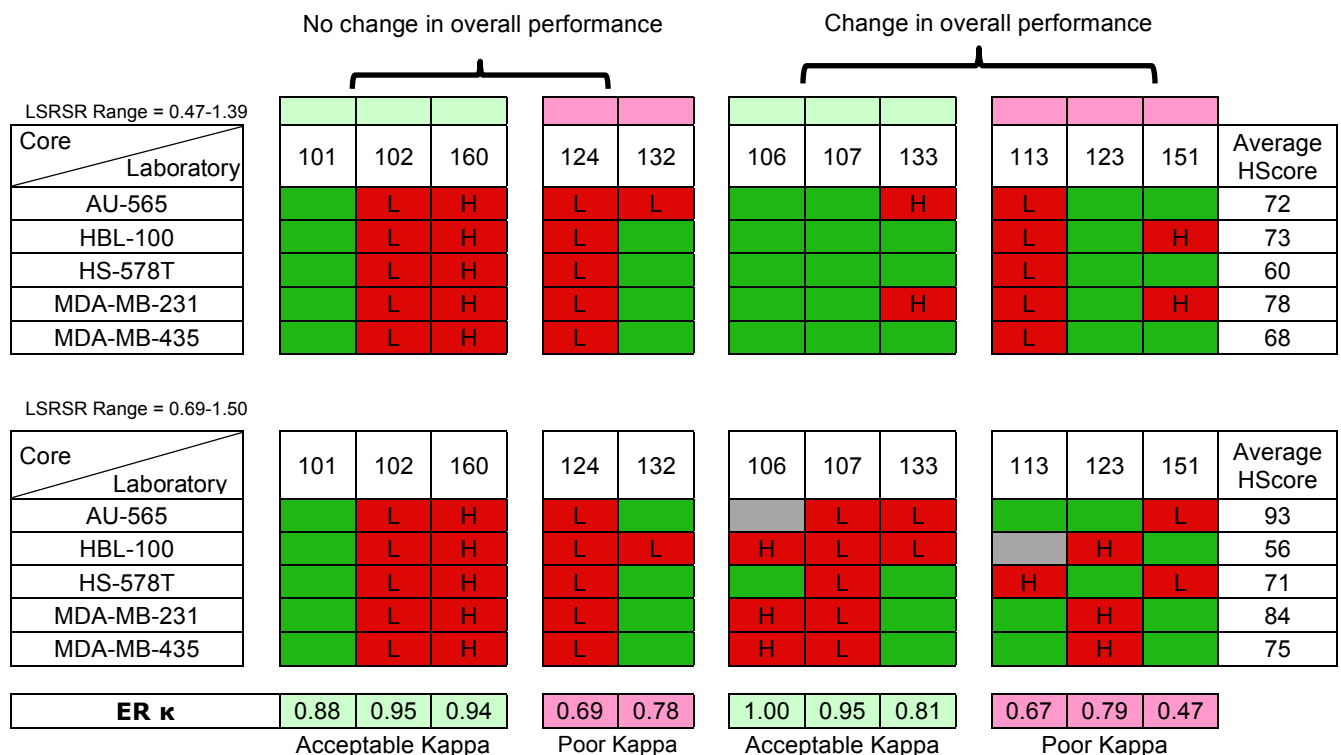 No change in overall performance Change in overall performance
LSRSR Range = 0.47-1.39
Core Laboratory 101 102 160 124 132 106 107 133 113 123 151 Average HScore
AU-565 L H L L H L 72
HBL-100 L H L L H 73
HS-578T L H L L 60
MDA-MB-231 L H L H L H 78
MDA-MB-435 L H L L 68
LSRSR Range = 0.69-1.50
Core Laboratory 101 102 160 124 132 106 107 133 113 123 151 Average HScore
AU-565 L H L L L L 93
HBL-100 L H L L H L L H 56
HS-578T L H L L H L 71
MDA-MB-231 L H L H L H 84
MDA-MB-435 L H L H L H 75
ER κ 0.88 0.95 0.94 0.69 0.78 1.00 0.95 0.81 0.67 0.79 0.47
Acceptable Kappa Poor Kappa Acceptable Kappa Poor Kappa